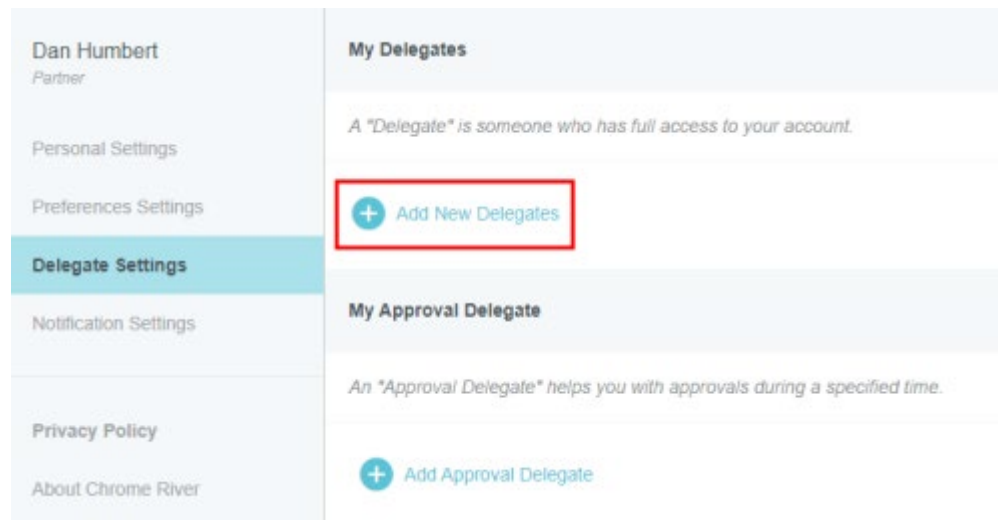 Dan Humbert
Partner
Personal Settings
Preferences Settings
Delegate Settings
Notification Settings
Privacy Policy
About Chrome River
My Delegates
A "Delegate" is someone who has full access to your account.
Add New Delegates
My Approval Delegate
An "Approval Delegate" helps you with approvals during a specified time.
Add Approval Delegate